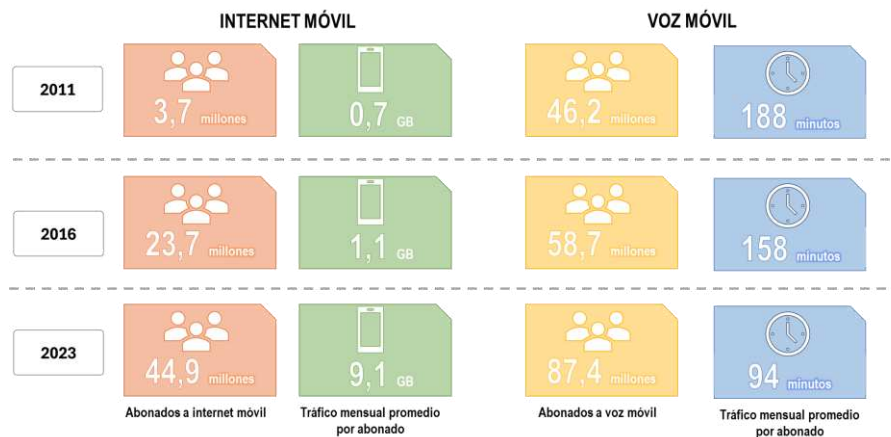 INTERNET MÓVIL
VOZ MÓVIL
2011
3,7 millones
0,7 GB
46,2 millones
188 minutos
2016
23,7 millones
1,1 GB
58,7 millones
158 minutos
2023
44,9 millones
9,1 GB
87,4 millones
94 minutos
Abonados a internet móvil
Tráfico mensual promedio
por abonado
Abonados a voz móvil
Tráfico mensual promedio
por abonado